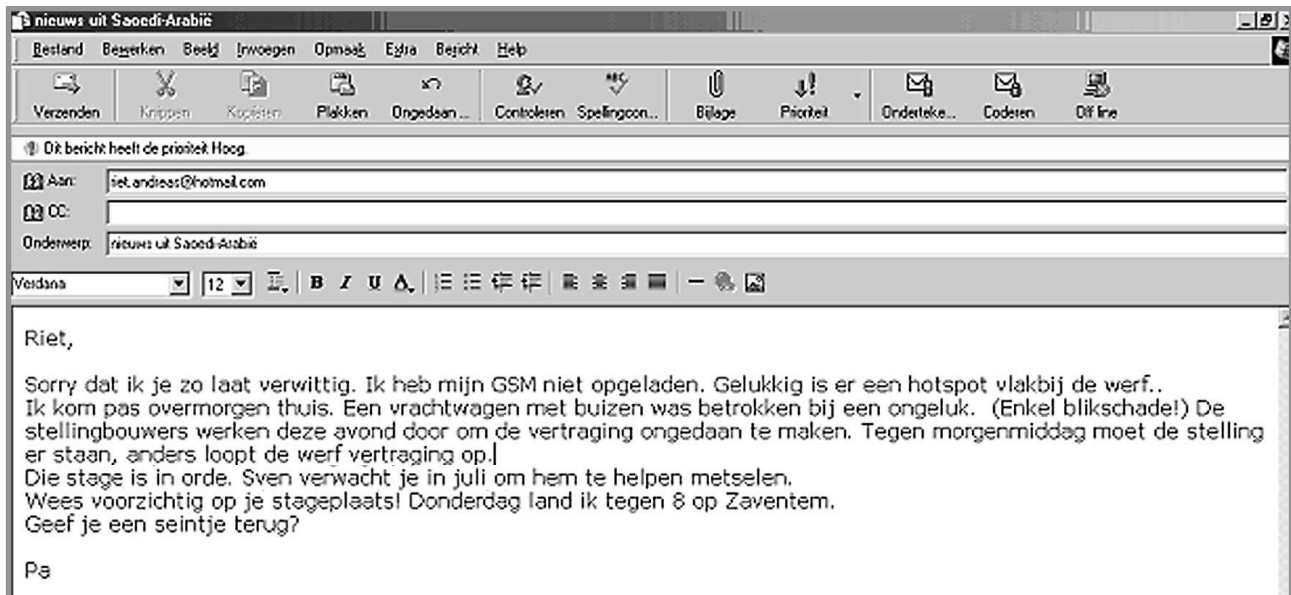 nieuws uit Saoedi-Arabië
Bestand Bewerken Beeld Invoegen Opmaak Extra Bericht Help
Verzenden Knippen Kopiëren Plakken Ongedaan ... Controleren Spellingcon... Bijlage Prioriteit Onderteke... Coderen Off line
Dit bericht heeft de prioriteit Hoog.
Aan: riet.andreas@hotmail.com
CC:
Onderwerp: nieuws uit Saoedi-Arabië
Verdana 12 B I U A
Riet,
Sorry dat ik je zo laat verwittig. Ik heb mijn GSM niet opgeladen. Gelukkig is er een hotspot vlakbij de werf..
Ik kom pas overmorgen thuis. Een vrachtwagen met buizen was betrokken bij een ongeluk. (Enkel blikschade!) De
stellingbouwers werken deze avond door om de vertraging ongedaan te maken. Tegen morgenmiddag moet de stelling
er staan, anders loopt de werf vertraging op.
Die stage is in orde. Sven verwacht je in juli om hem te helpen metselen.
Wees voorzichtig op je stageplaats! Donderdag land ik tegen 8 op Zaventem.
Geef je een seintje terug?
Pa